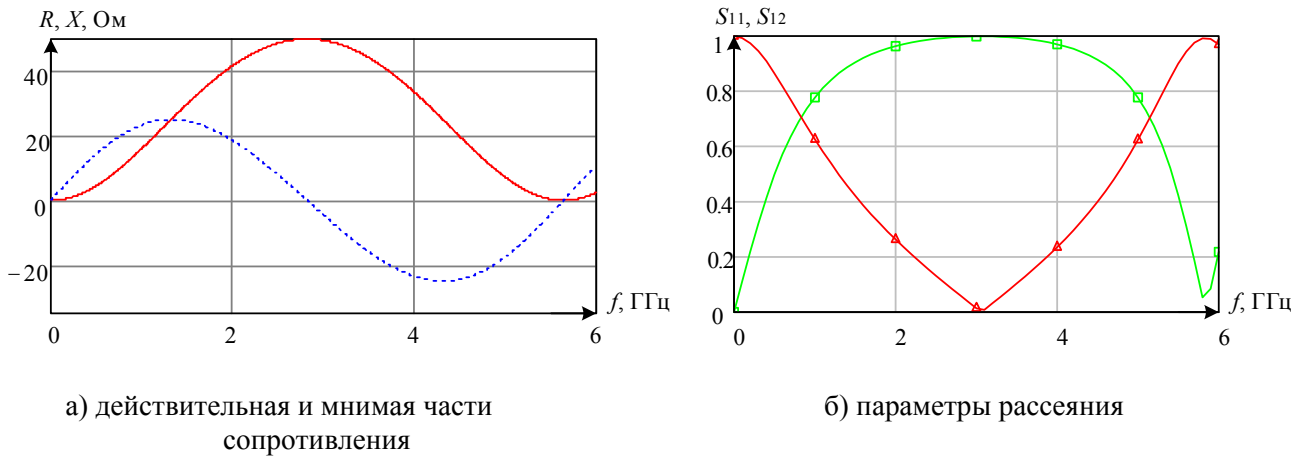 R, X, Ом
40
20
0
−20
0
2
4
6
f, ГГц
а) действительная и мнимая части
сопротивления
S11, S12
1
0.8
0.6
0.4
0.2
0
0
2
4
6
f, ГГц
б) параметры рассеяния